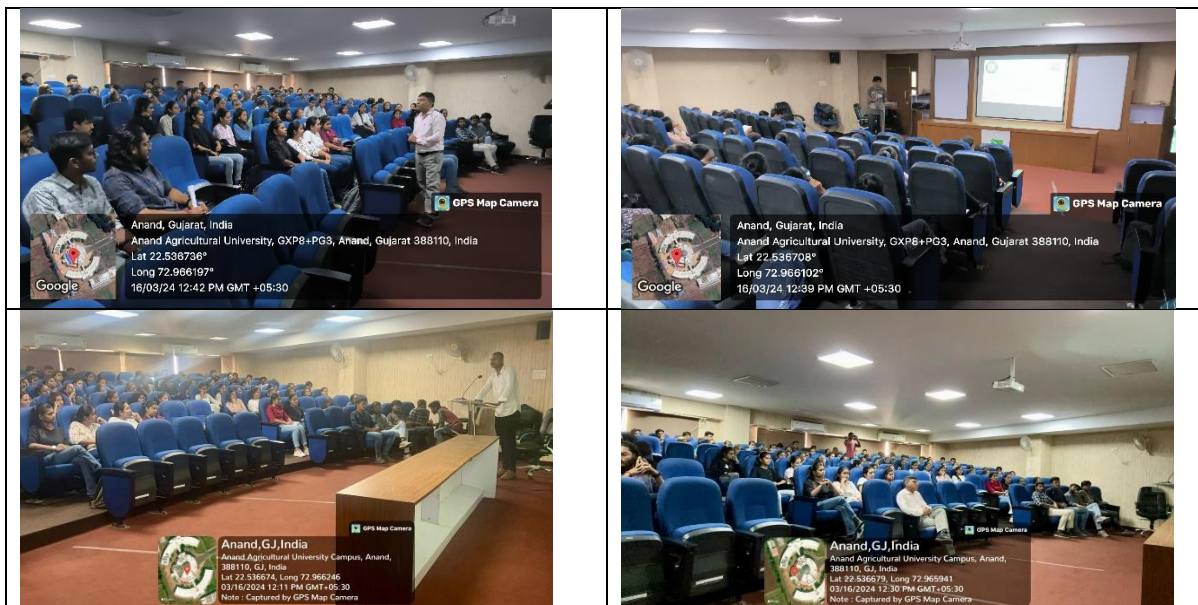 GPS Map Camera
Anand, Gujarat, India
Anand Agricultural University, GXP8+PG3, Anand, Gujarat 388110, India
Lat 22.536736°
Long 72.966197°
16/03/24 12:42 PM GMT +05:30
Google
GPS Map Camera
Anand, Gujarat, India
Anand Agricultural University, GXP8+PG3, Anand, Gujarat 388110, India
Lat 22.536708°
Long 72.966102°
16/03/24 12:39 PM GMT +05:30
Google
GPS Map Camera
Anand,GJ,India
Anand Agricultural University Campus, Anand,
388110, GJ, India
Lat 22.536674, Long 72.966246
03/16/2024 12:11 PM GMT+05:30
Note : Captured by GPS Map Camera
GPS Map Camera
Anand,GJ,India
Anand Agricultural University Campus, Anand,
388110, GJ, India
Lat 22.536679, Long 72.965941
03/16/2024 12:30 PM GMT+05:30
Note : Captured by GPS Map Camera